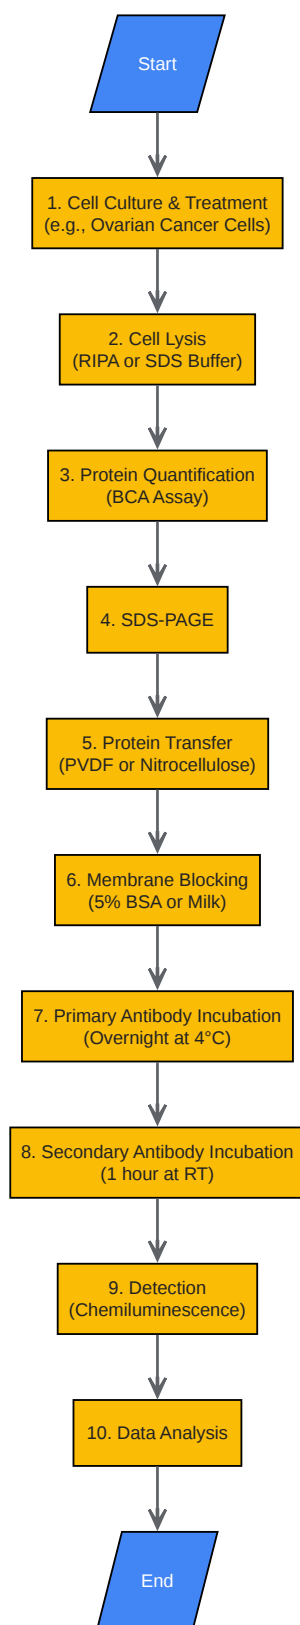 Start
1. Cell Culture & Treatment
(e.g., Ovarian Cancer Cells)
2. Cell Lysis
(RIPA or SDS Buffer)
3. Protein Quantification
(BCA Assay)
4. SDS-PAGE
5. Protein Transfer
(PVDF or Nitrocellulose)
6. Membrane Blocking
(5% BSA or Milk)
7. Primary Antibody Incubation
(Overnight at 4°C)
8. Secondary Antibody Incubation
(1 hour at RT)
9. Detection
(Chemiluminescence)
10. Data Analysis
End